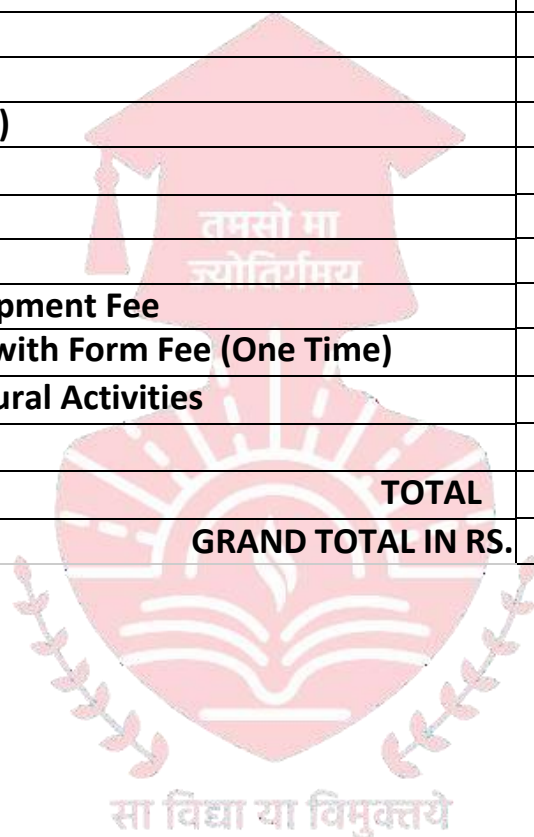 )
तमसो मा
ज्योतिर्गमय
pment Fee
with Form Fee (One Time)
ural Activities
TOTAL
GRAND TOTAL IN RS.
सा विद्या या विमुक्तये